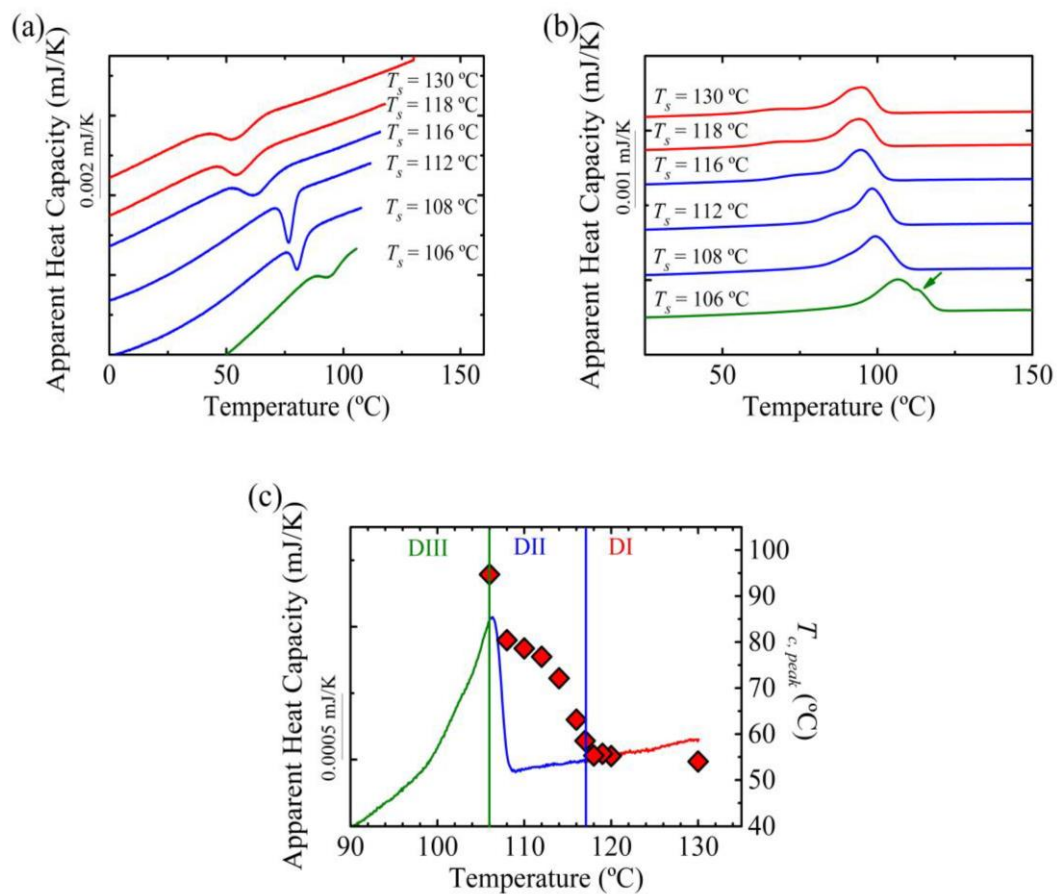 (a)
Apparent Heat Capacity (mJ/K)
0.002 mJ/K
Tₛ = 130 ºC
Tₛ = 118 ºC
Tₛ = 116 ºC
Tₛ = 112 ºC
Tₛ = 108 ºC
Tₛ = 106 ºC
0 50 100 150
Temperature (ºC)
(b)
Apparent Heat Capacity (mJ/K)
0.001 mJ/K
Tₛ = 130 ºC
Tₛ = 118 ºC
Tₛ = 116 ºC
Tₛ = 112 ºC
Tₛ = 108 ºC
Tₛ = 106 ºC
50 100 150
Temperature (ºC)
(c)
Apparent Heat Capacity (mJ/K)
0.0005 mJ/K
DIII DII DI
100
90
80
70
60
50
40
T c, peak (ºC)
90 100 110 120 130
Temperature (ºC)